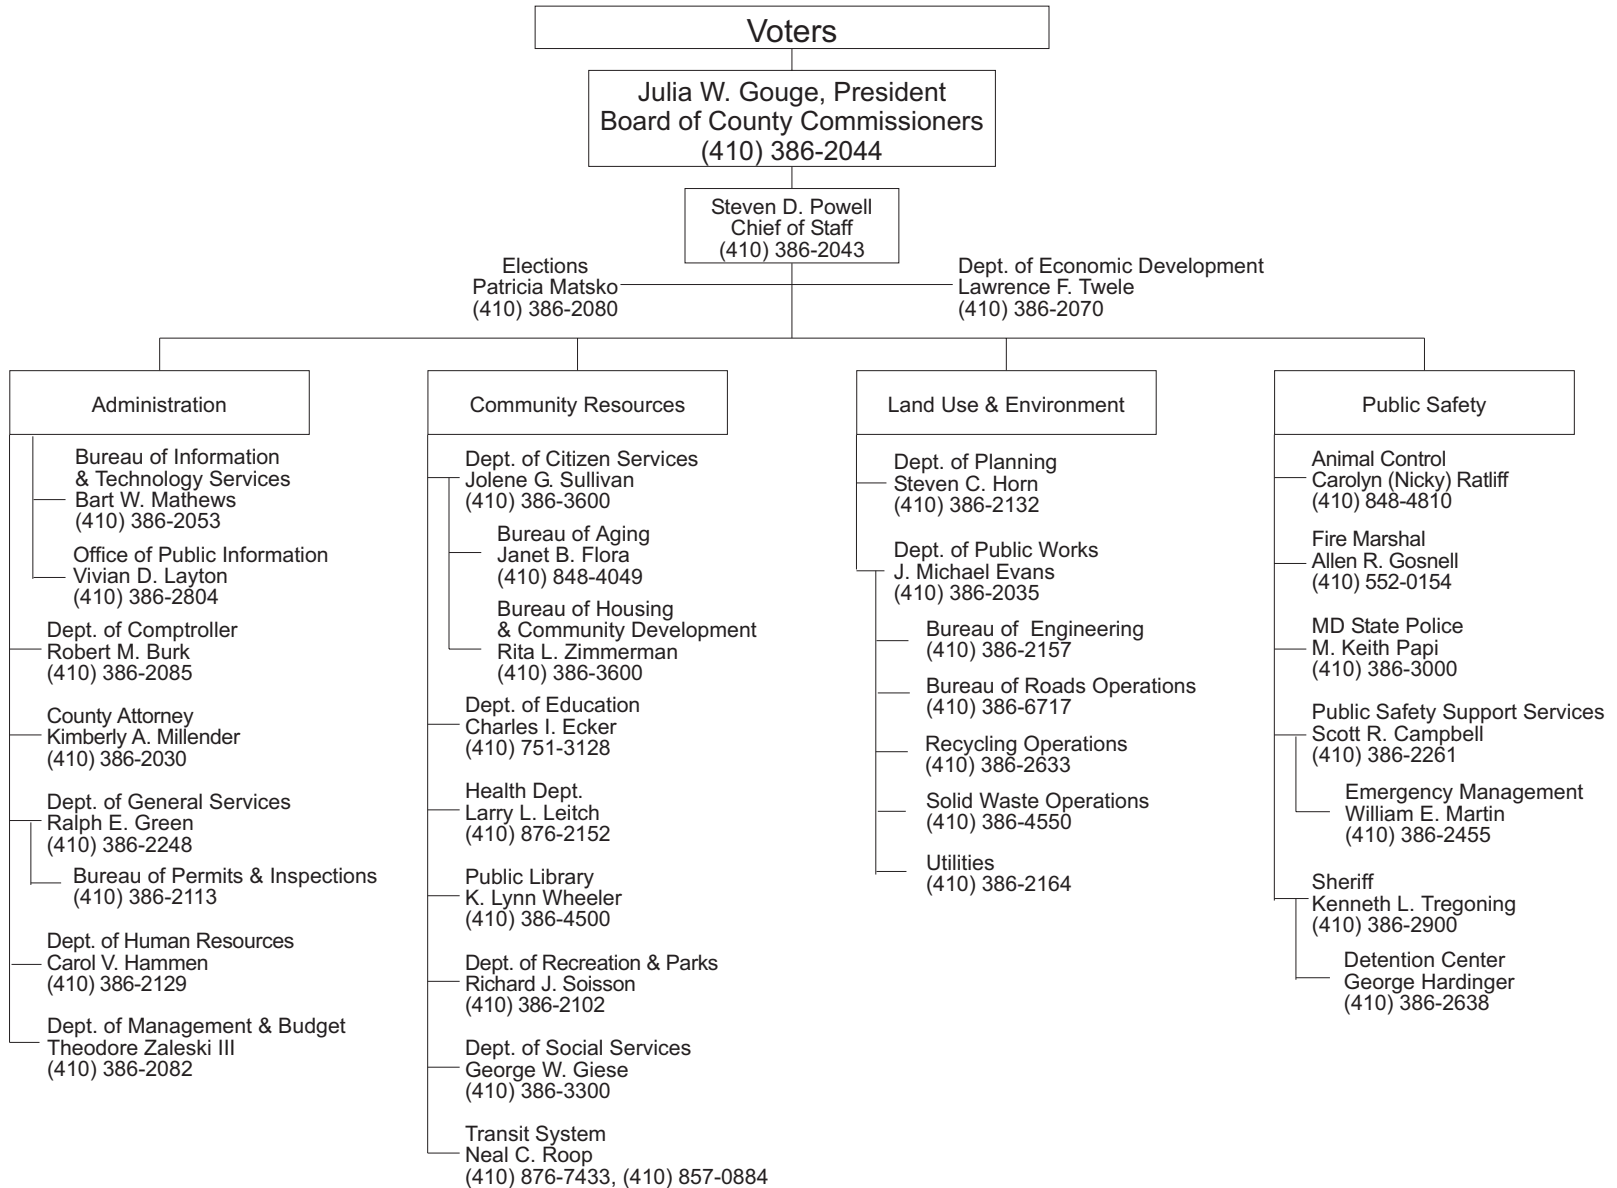 Voters
Julia W. Gouge, President
Board of County Commissioners
(410) 386-2044
Steven D. Powell
Chief of Staff
(410) 386-2043
Elections
Patricia Matsko
(410) 386-2080
Dept. of Economic Development
Lawrence F. Twele
(410) 386-2070
Administration
Bureau of Information
& Technology Services
Bart W. Mathews
(410) 386-2053
Office of Public Information
Vivian D. Layton
(410) 386-2804
Dept. of Comptroller
Robert M. Burk
(410) 386-2085
County Attorney
Kimberly A. Millender
(410) 386-2030
Dept. of General Services
Ralph E. Green
(410) 386-2248
Bureau of Permits & Inspections
(410) 386-2113
Dept. of Human Resources
Carol V. Hammen
(410) 386-2129
Dept. of Management & Budget
Theodore Zaleski III
(410) 386-2082
Community Resources
Dept. of Citizen Services
Jolene G. Sullivan
(410) 386-3600
Bureau of Aging
Janet B. Flora
(410) 848-4049
Bureau of Housing
& Community Development
Rita L. Zimmerman
(410) 386-3600
Dept. of Education
Charles I. Ecker
(410) 751-3128
Health Dept.
Larry L. Leitch
(410) 876-2152
Public Library
K. Lynn Wheeler
(410) 386-4500
Dept. of Recreation & Parks
Richard J. Soisson
(410) 386-2102
Dept. of Social Services
George W. Giese
(410) 386-3300
Transit System
Neal C. Roop
(410) 876-7433, (410) 857-0884
Land Use & Environment
Dept. of Planning
Steven C. Horn
(410) 386-2132
Dept. of Public Works
J. Michael Evans
(410) 386-2035
Bureau of Engineering
(410) 386-2157
Bureau of Roads Operations
(410) 386-6717
Recycling Operations
(410) 386-2633
Solid Waste Operations
(410) 386-4550
Utilities
(410) 386-2164
Public Safety
Animal Control
Carolyn (Nicky) Ratliff
(410) 848-4810
Fire Marshal
Allen R. Gosnell
(410) 552-0154
MD State Police
M. Keith Papi
(410) 386-3000
Public Safety Support Services
Scott R. Campbell
(410) 386-2261
Emergency Management
William E. Martin
(410) 386-2455
Sheriff
Kenneth L. Tregoning
(410) 386-2900
Detention Center
George Hardinger
(410) 386-2638